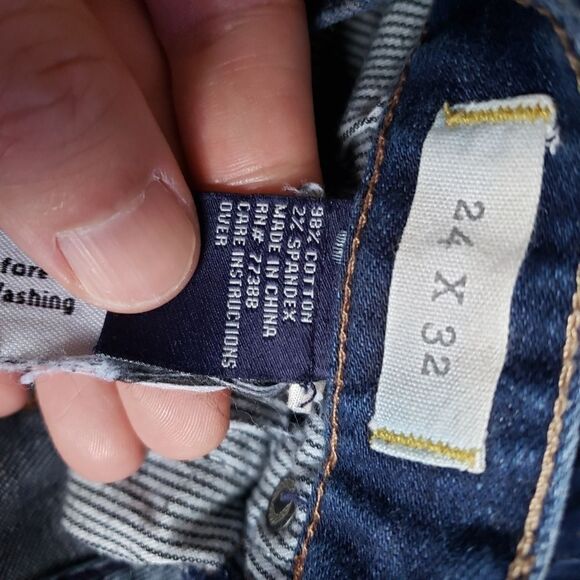 98% COTTON
2% SPANDEX
MADE IN CHINA
RN# 77388
CARE INSTRUCTIONS
OVER
24 X 32
fore
Washing